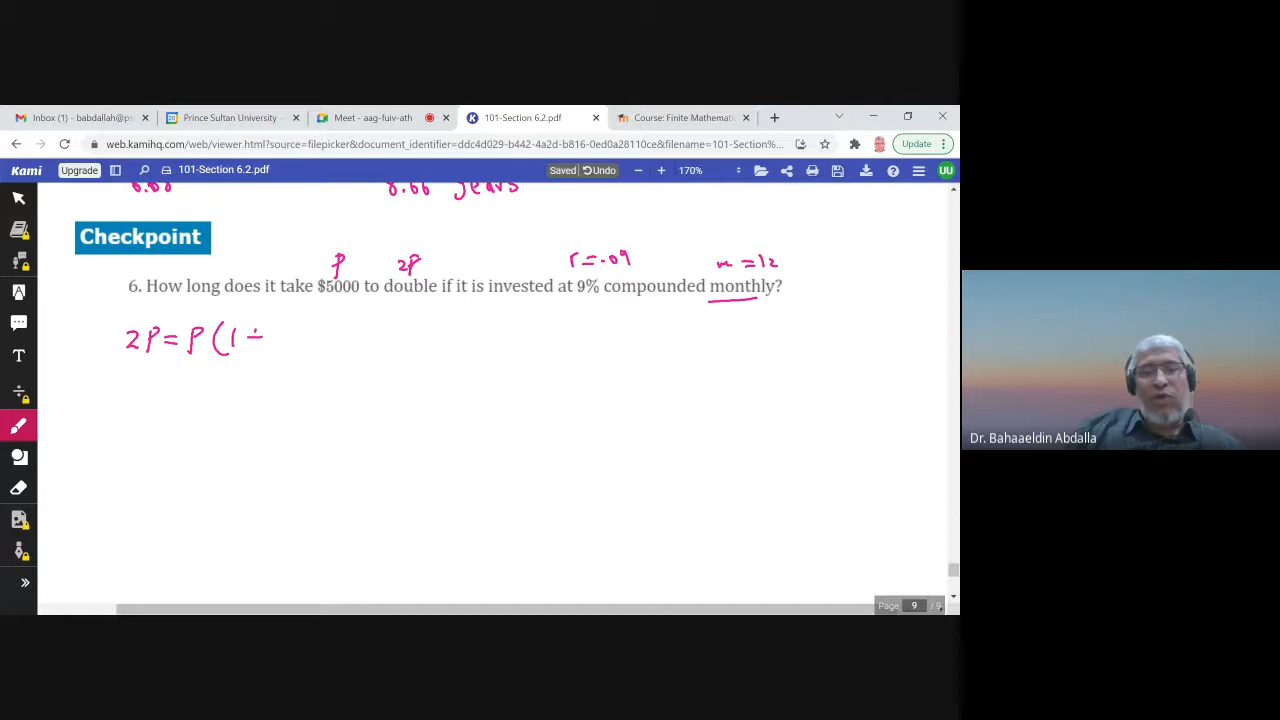 Inbox (1) - babdallah@ps
Prince Sultan University -
Meet - aag-fuiv-ath
101-Section 6.2.pdf
Course: Finite Mathemati
web.kamihq.com/web/viewer.html?source=filepicker&document_identifier=ddc4d029-b442-4a2d-b816-0ed0a28110ce&filename=101-Section%...
Update
Kami
Upgrade
101-Section 6.2.pdf
Saved
Undo
170%
UU
years
Checkpoint
P 2P r=.09 m=12
6. How long does it take $5000 to double if it is invested at 9% compounded monthly?
2P=P(1+
Page 9 / 9
Dr. Bahaaeldin Abdalla